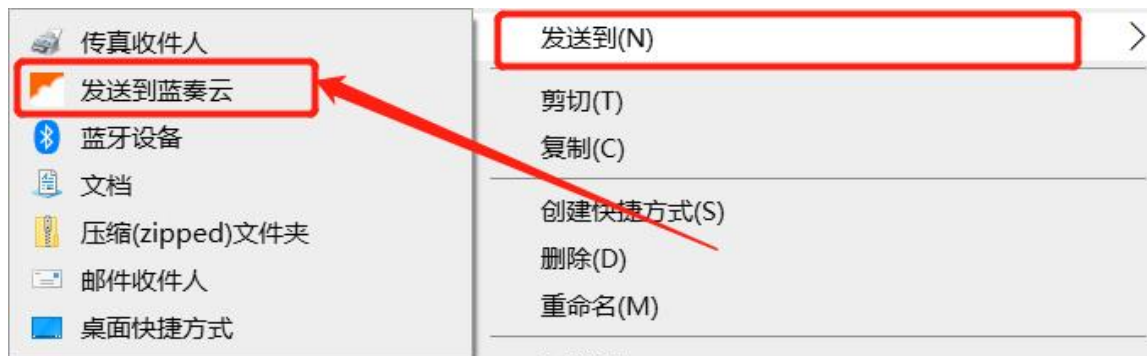 传真收件人
发送到蓝奏云
蓝牙设备
文档
压缩(zipped)文件夹
邮件收件人
桌面快捷方式
发送到(N)
剪切(T)
复制(C)
创建快捷方式(S)
删除(D)
重命名(M)